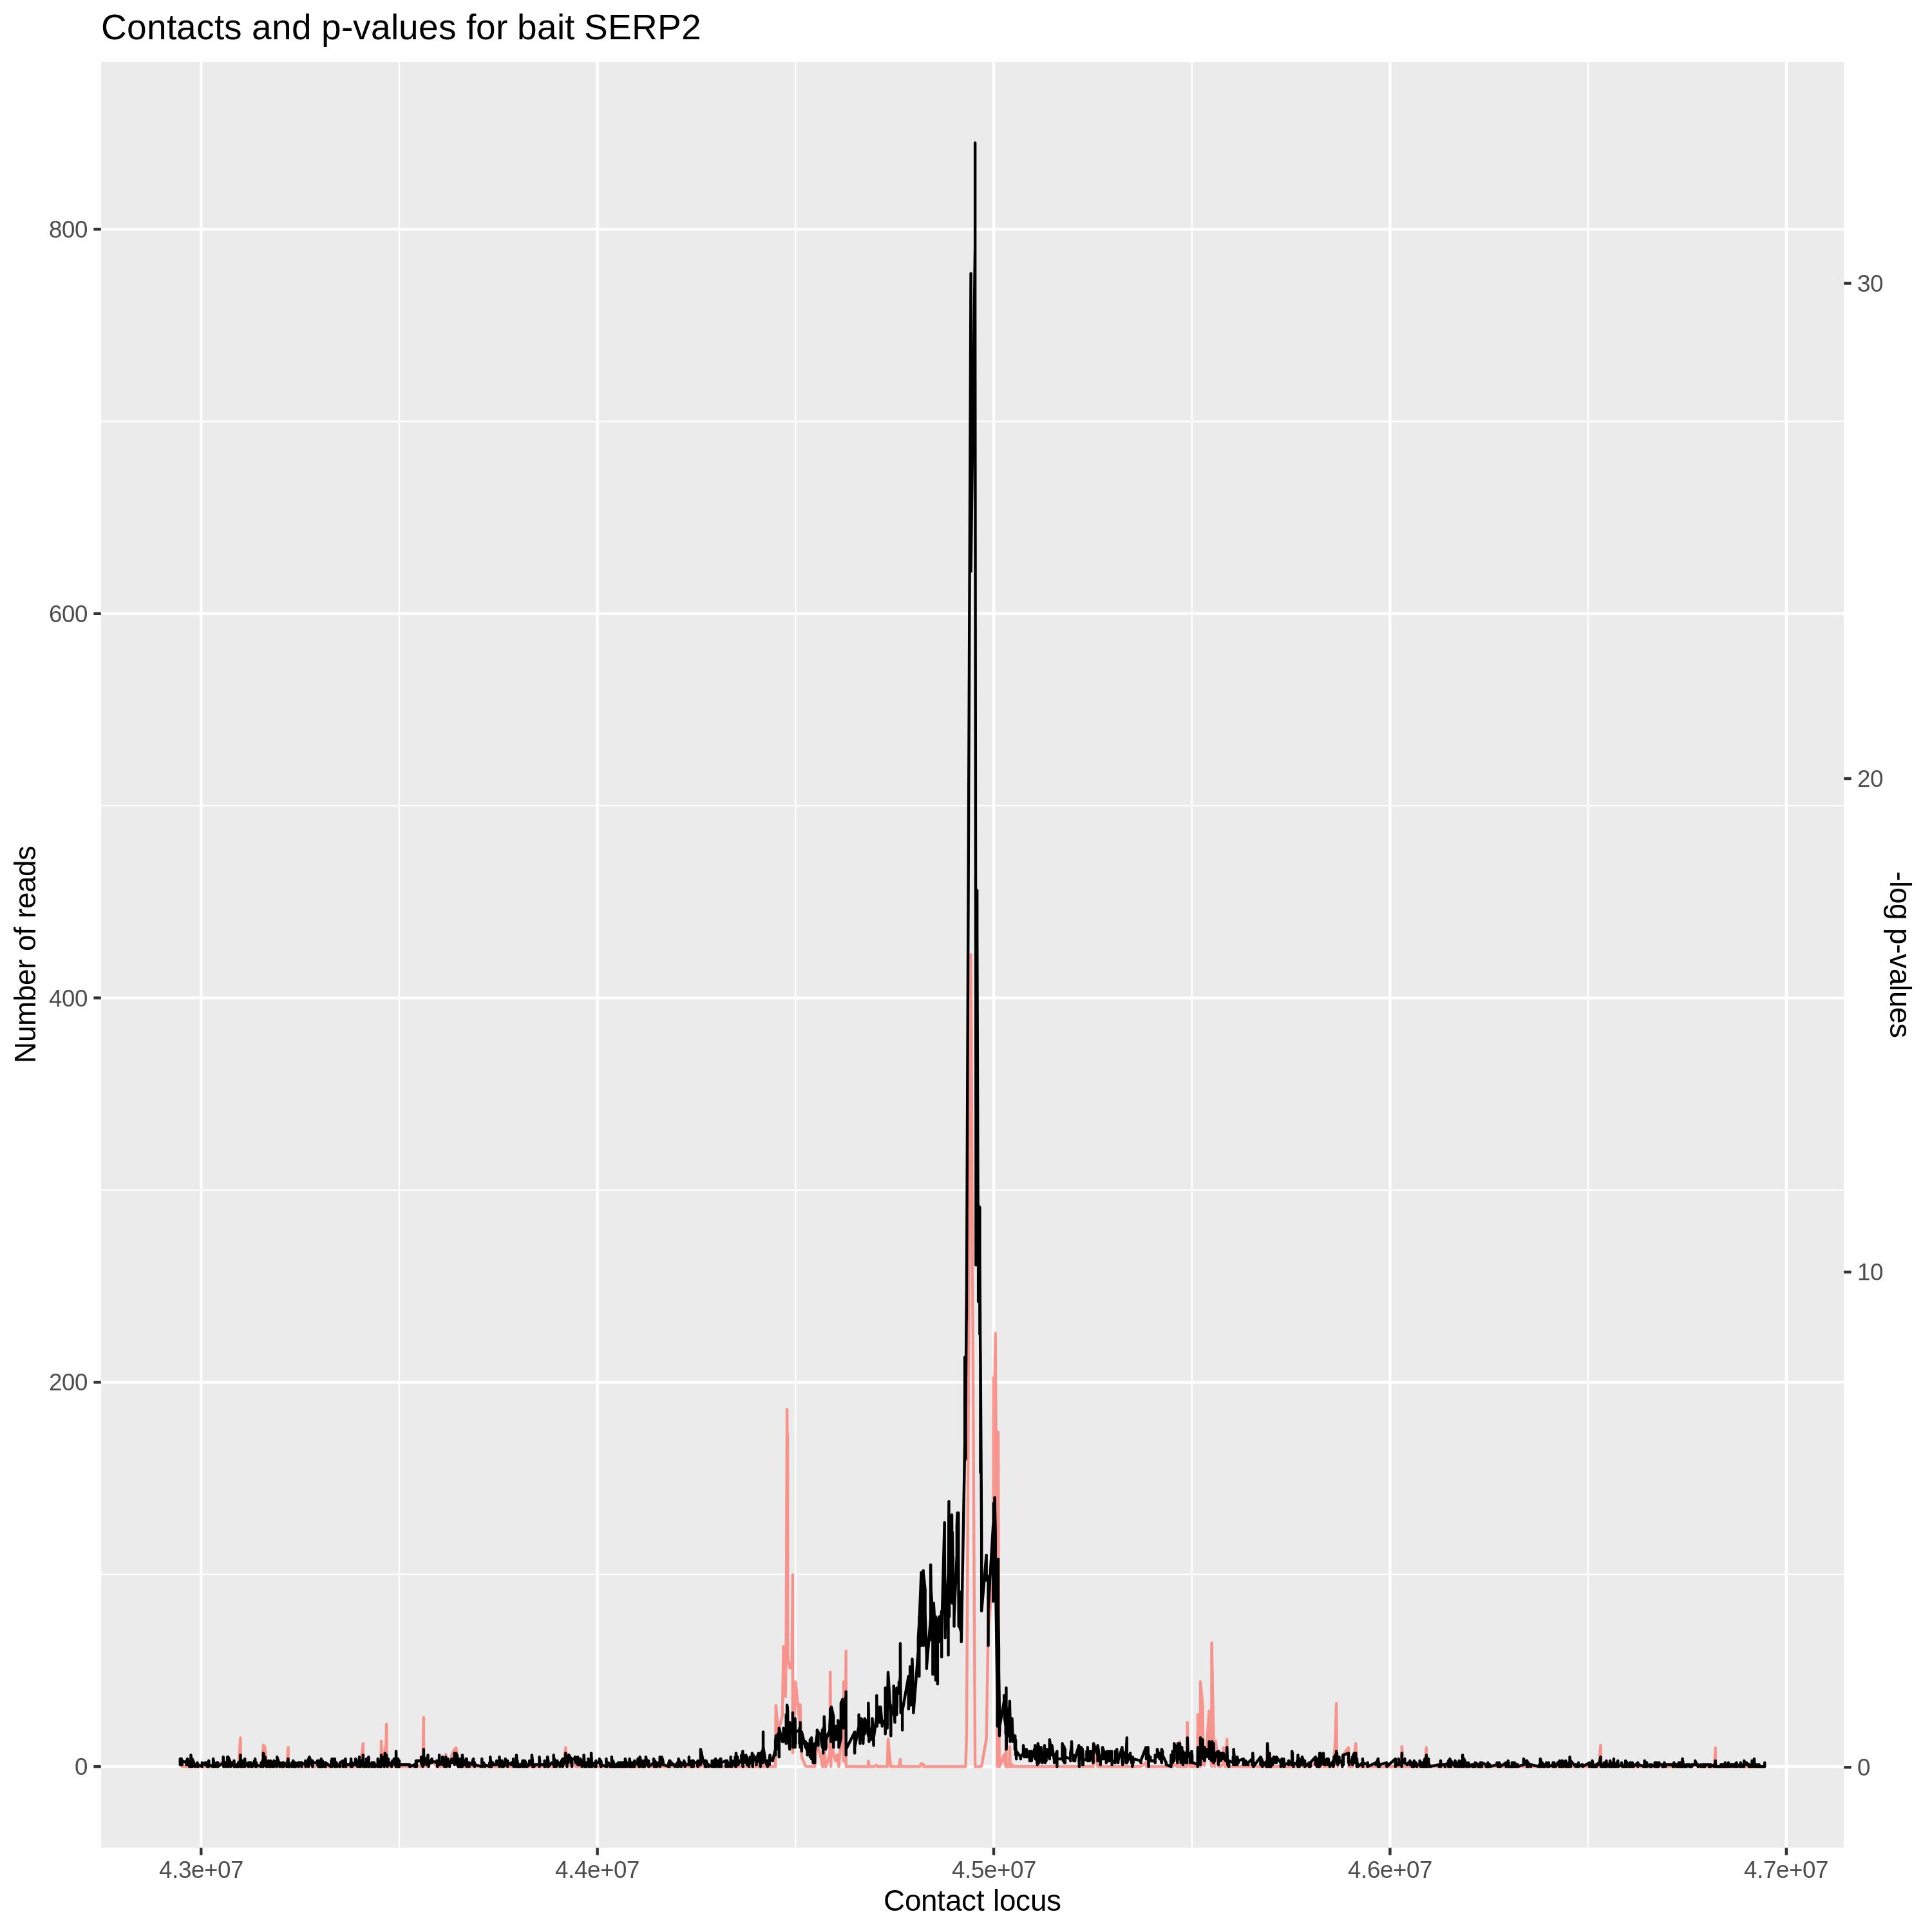 Contacts and p-values for bait SERP2
800
600
400
200
0
Number of reads
30
20
10
0
-log p-values
4.3e+07
4.4e+07
4.5e+07
4.6e+07
4.7e+07
Contact locus